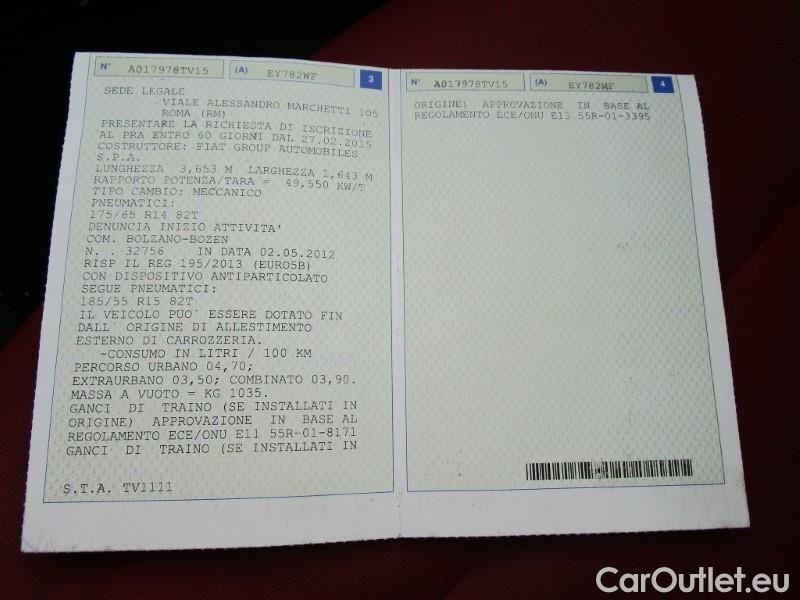 N° A017978TV15 (A) EY782WF 3
SEDE LEGALE
VIALE ALESSANDRO MARCHETTI 105
ROMA (RM)
PRESENTARE LA RICHIESTA DI ISCRIZIONE
AL PRA ENTRO 60 GIORNI DAL 27.02.2015
COSTRUTTORE: FIAT GROUP AUTOMOBILES
S.P.A.
LUNGHEZZA 3,653 M LARGHEZZA 1,643 M
RAPPORTO POTENZA/TARA = 49,550 KW/T
TIPO CAMBIO: MECCANICO
PNEUMATICI:
175/65 R14 82T
DENUNCIA INIZIO ATTIVITA'
COM. BOLZANO-BOZEN
N. . 32756 IN DATA 02.05.2012
RISP IL REG 195/2013 (EURO5B)
CON DISPOSITIVO ANTIPARTICOLATO
SEGUE PNEUMATICI:
185/55 R15 82T
IL VEICOLO PUO' ESSERE DOTATO FIN
DALL' ORIGINE DI ALLESTIMENTO
ESTERNO DI CARROZZERIA.
-CONSUMO IN LITRI / 100 KM
PERCORSO URBANO 04,70;
EXTRAURBANO 03,50; COMBINATO 03,90.
MASSA A VUOTO = KG 1035.
GANCI DI TRAINO (SE INSTALLATI IN
ORIGINE) APPROVAZIONE IN BASE AL
REGOLAMENTO ECE/ONU E11 55R-01-8171
GANCI DI TRAINO (SE INSTALLATI IN
S.T.A. TV1111
N° A017978TV15 (A) EY782WF 4
ORIGINE) APPROVAZIONE IN BASE AL
REGOLAMENTO ECE/ONU E13 55R-01-3395
CarOutlet.eu